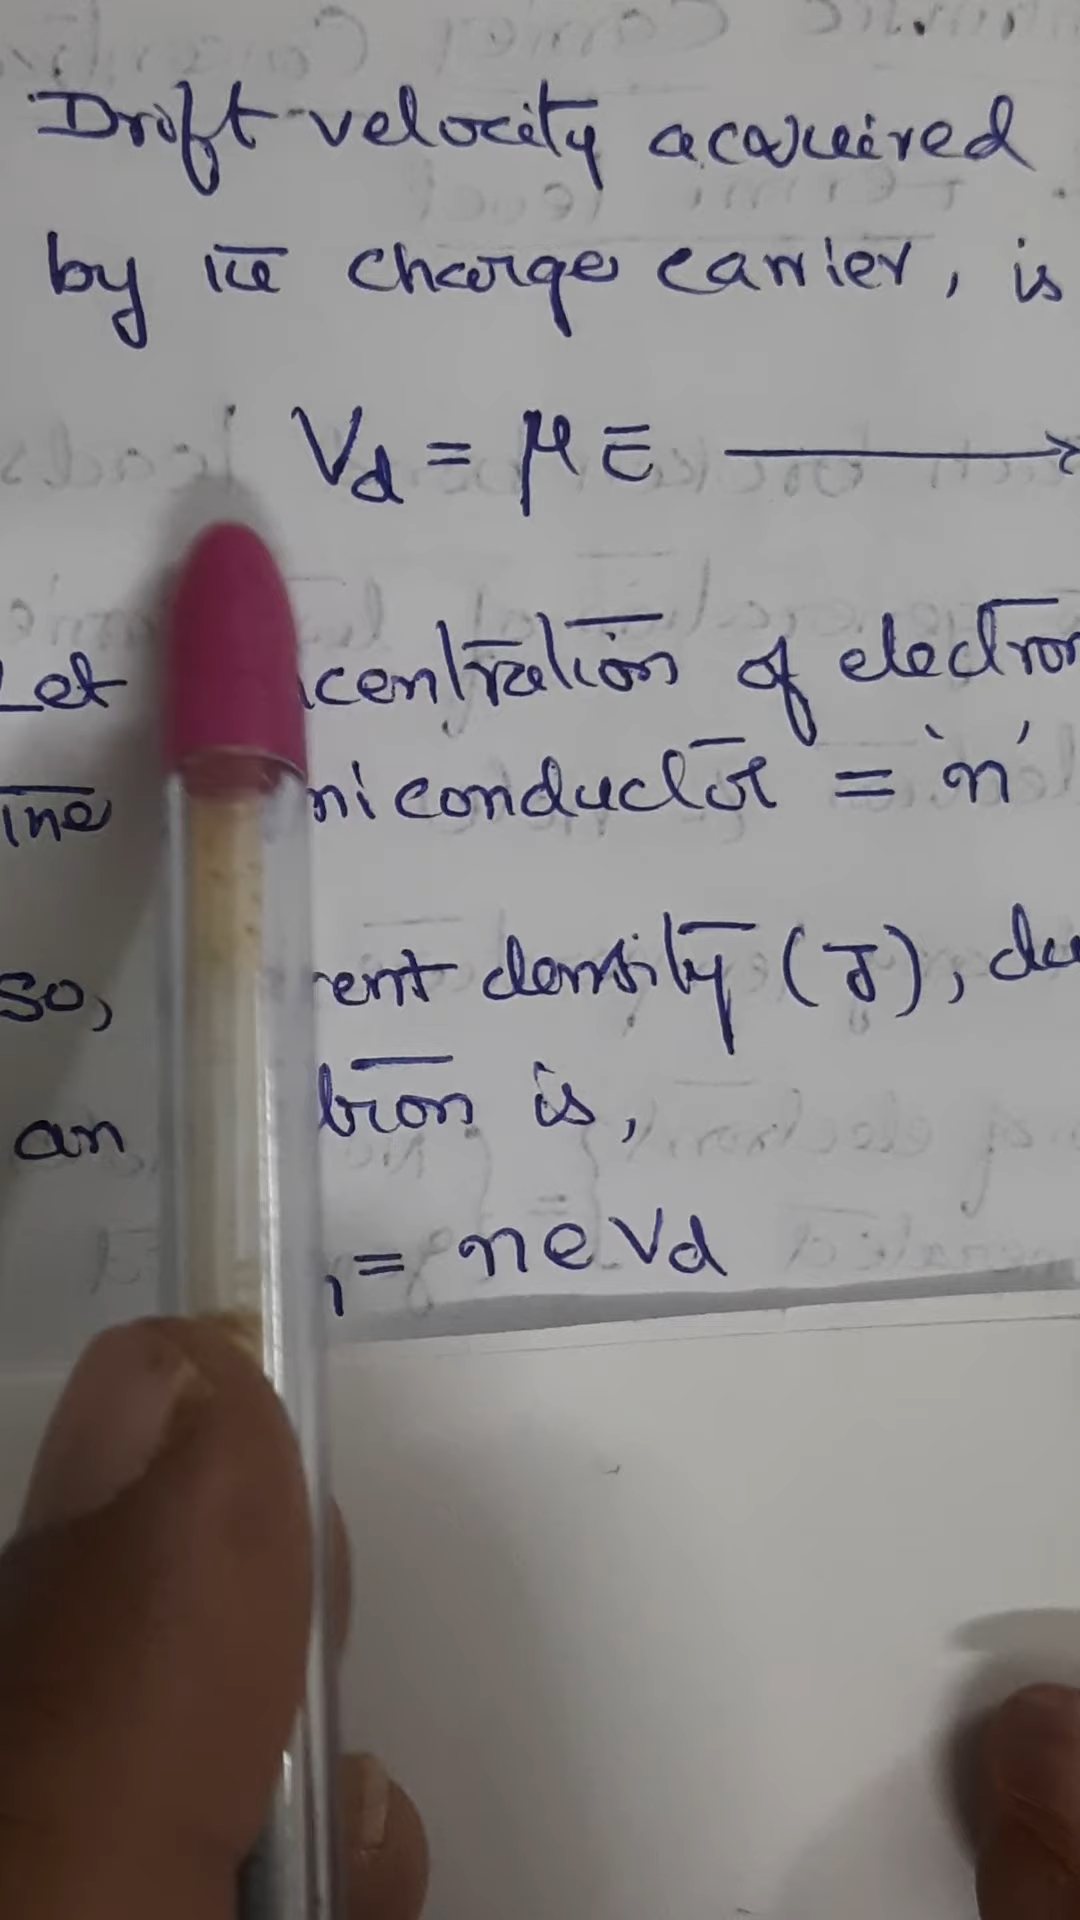 Drift velocity acquired
by the charge carrier, is
Vd = μE →
Let centration of electron
the niconductor = 'n'
so, rent density (J), du
an tron is,
= neVd